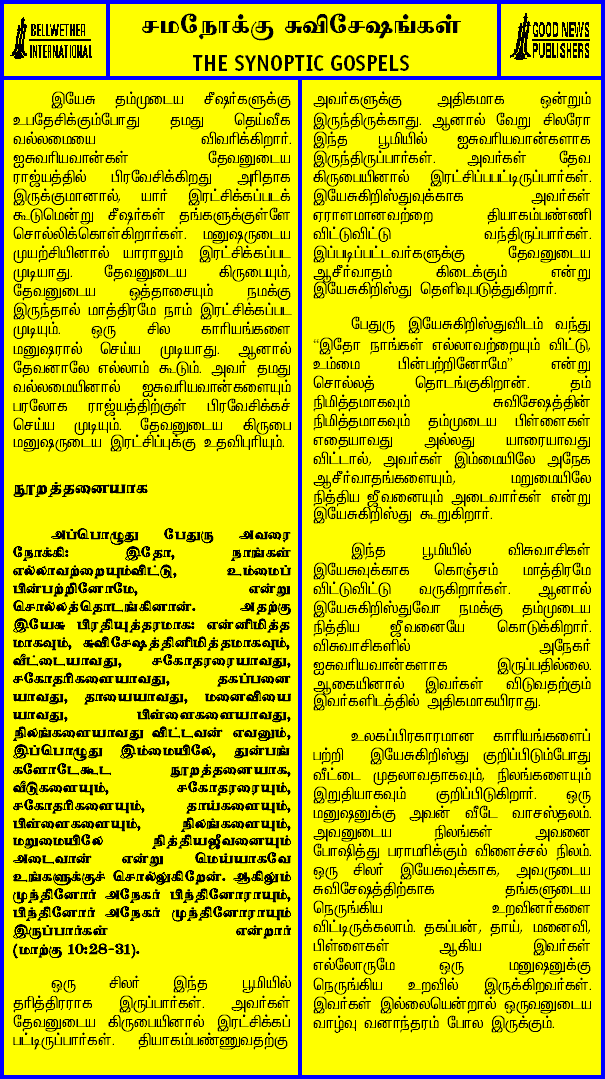 BELLWETHER
INTERNATIONAL
சமநோக்கு சுவிசேஷங்கள்
THE SYNOPTIC GOSPELS
GOOD NEWS
PUBLISHERS
இயேசு தம்முடைய சீஷர்களுக்கு
உபதேசிக்கும்போது தமது தெய்வீக
வல்லமையை விவரிக்கிறார்.
ஐசுவரியவான்கள் தேவனுடைய
ராஜ்யத்தில் பிரவேசிக்கிறது அரிதாக
இருக்குமானால், யார் இரட்சிக்கப்படக்
கூடுமென்று சீஷர்கள் தங்களுக்குள்ளே
சொல்லிக்கொள்கிறார்கள். மனுஷருடைய
முயற்சியினால் யாராலும் இரட்சிக்கப்பட
முடியாது. தேவனுடைய கிருபையும்,
தேவனுடைய ஒத்தாசையும் நமக்கு
இருந்தால் மாத்திரமே நாம் இரட்சிக்கப்பட
முடியும். ஒரு சில காரியங்களை
மனுஷரால் செய்ய முடியாது. ஆனால்
தேவனாலே எல்லாம் கூடும். அவர் தமது
வல்லமையினால் ஐசுவரியவான்களையும்
பரலோக ராஜ்யத்திற்குள் பிரவேசிக்கச்
செய்ய முடியும். தேவனுடைய கிருபை
மனுஷருடைய இரட்சிப்புக்கு உதவிபுரியும்.
நூறத்தனையாக
அப்பொழுது பேதுரு அவரை
நோக்கி: இதோ, நாங்கள்
எல்லாவற்றையும்விட்டு, உம்மைப்
பின்பற்றினோமே, என்று
சொல்லத்தொடங்கினான். அதற்கு
இயேசு பிரதியுத்தரமாக: என்னிமித்த
மாகவும், சுவிசேஷத்தினிமித்தமாகவும்,
வீட்டையாவது, சகோதரரையாவது,
சகோதரிகளையாவது, தகப்பனை
யாவது, தாயையாவது, மனைவியை
யாவது, பிள்ளைகளையாவது,
நிலங்களையாவது விட்டவன் எவனும்,
இப்பொழுது இம்மையிலே, துன்பங்
களோடேகூட நூறத்தனையாக,
வீடுகளையும், சகோதரரையும்,
சகோதரிகளையும், தாய்களையும்,
பிள்ளைகளையும், நிலங்களையும்,
மறுமையிலே நித்தியஜீவனையும்
அடைவான் என்று மெய்யாகவே
உங்களுக்குச் சொல்லுகிறேன். ஆகிலும்
முந்தினோர் அநேகர் பிந்தினோராயும்,
பிந்தினோர் அநேகர் முந்தினோராயும்
இருப்பார்கள் என்றார்
(மாற்கு 10:28-31).
ஒரு சிலர் இந்த பூமியில்
தரித்திரராக இருப்பார்கள். அவர்கள்
தேவனுடைய கிருபையினால் இரட்சிக்கப்
பட்டிருப்பார்கள். தியாகம்பண்ணுவதற்கு
அவர்களுக்கு அதிகமாக ஒன்றும்
இருந்திருக்காது. ஆனால் வேறு சிலரோ
இந்த பூமியில் ஐசுவரியவான்களாக
இருந்திருப்பார்கள். அவர்கள் தேவ
கிருபையினால் இரட்சிப்பபட்டிருப்பார்கள்.
இயேசுகிறிஸ்துவுக்காக அவர்கள்
ஏராளமானவற்றை தியாகம்பண்ணி
விட்டுவிட்டு வந்திருப்பார்கள்.
இப்படிப்பட்டவர்களுக்கு தேவனுடைய
ஆசீர்வாதம் கிடைக்கும் என்று
இயேசுகிறிஸ்து தெளிவுபடுத்துகிறார்.
பேதுரு இயேசுகிறிஸ்துவிடம் வந்து
“இதோ நாங்கள் எல்லாவற்றையும் விட்டு,
உம்மை பின்பற்றினோமே” என்று
சொல்லத் தொடங்குகிறான். தம்
நிமித்தமாகவும் சுவிசேஷத்தின்
நிமித்தமாகவும் தம்முடைய பிள்ளைகள்
எதையாவது அல்லது யாரையாவது
விட்டால், அவர்கள் இம்மையிலே அநேக
ஆசீர்வாதங்களையும், மறுமையிலே
நித்திய ஜீவனையும் அடைவார்கள் என்று
இயேசுகிறிஸ்து கூறுகிறார்.
இந்த பூமியில் விசுவாசிகள்
இயேசுவுக்காக கொஞ்சம் மாத்திரமே
விட்டுவிட்டு வருகிறார்கள். ஆனால்
இயேசுகிறிஸ்துவோ நமக்கு தம்முடைய
நித்திய ஜீவனையே கொடுக்கிறார்.
விசுவாசிகளில் அநேகர்
ஐசுவரியவான்களாக இருப்பதில்லை.
ஆகையினால் இவர்கள் விடுவதற்கும்
இவர்களிடத்தில் அதிகமாகயிராது.
உலகப்பிரகாரமான காரியங்களைப்
பற்றி இயேசுகிறிஸ்து குறிப்பிடும்போது
வீட்டை முதலாவதாகவும், நிலங்களையும்
இறுதியாகவும் குறிப்பிடுகிறார். ஒரு
மனுஷனுக்கு அவன் வீடே வாசஸ்தலம்.
அவனுடைய நிலங்கள் அவனை
போஷித்து பராமரிக்கும் விளைச்சல் நிலம்.
ஒரு சிலர் இயேசுவுக்காக, அவருடைய
சுவிசேஷத்திற்காக தங்களுடைய
நெருங்கிய உறவினர்களை
விட்டிருக்கலாம். தகப்பன், தாய், மனைவி,
பிள்ளைகள் ஆகிய இவர்கள்
எல்லோருமே ஒரு மனுஷனுக்கு
நெருங்கிய உறவில் இருக்கிறவர்கள்.
இவர்கள் இல்லையென்றால் ஒருவனுடைய
வாழ்வு வனாந்தரம் போல இருக்கும்.